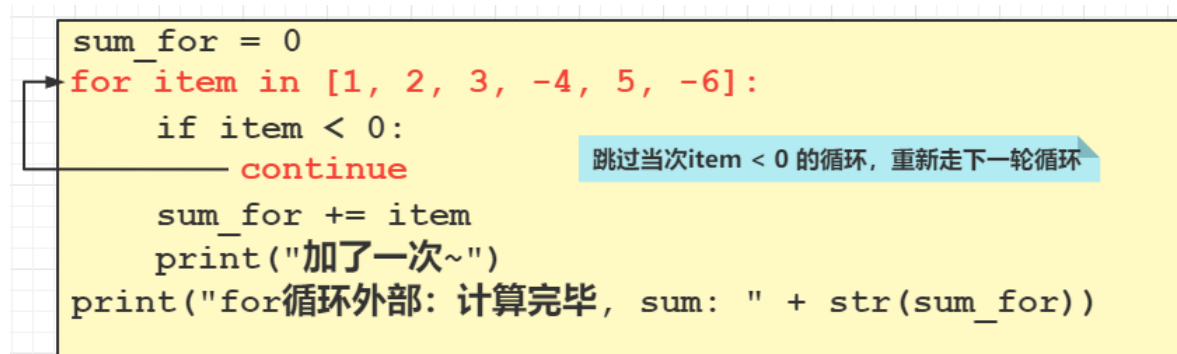 sum_for = 0
for item in [1, 2, 3, -4, 5, -6]:
if item < 0:
continue
跳过当次item < 0 的循环，重新走下一轮循环
sum_for += item
print("加了一次~")
print("for循环外部：计算完毕, sum: " + str(sum_for))